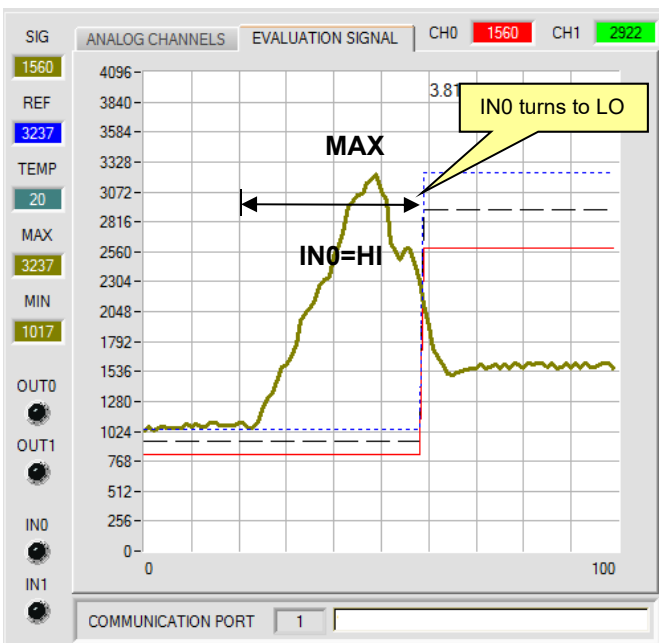 SIG
1560
REF
3237
TEMP
20
MAX
3237
MIN
1017
OUT0
OUT1
IN0
IN1
ANALOG CHANNELS
EVALUATION SIGNAL
CH0 1560 CH1 2922
4096
3840
3584
3328
3072
2816
2560
2304
2048
1792
1536
1280
1024
768
512
256
0
0 100
IN0 turns to LO
MAX
IN0=HI
COMMUNICATION PORT 1